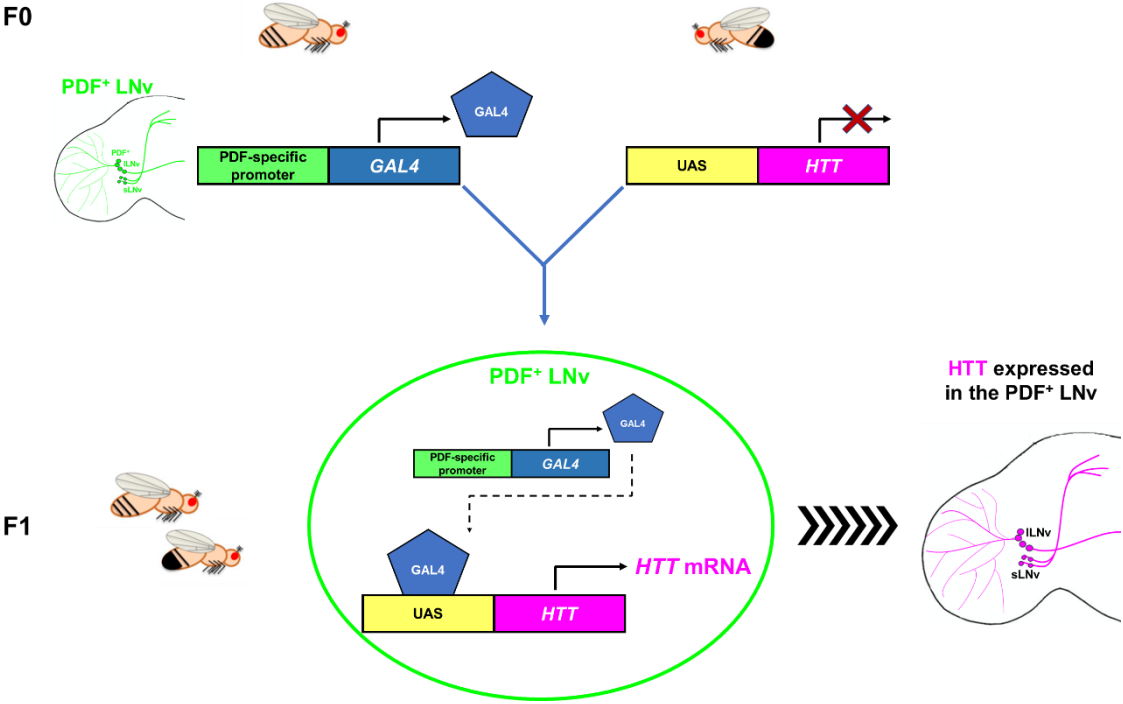 F0
PDF⁺ LNv
PDF⁺
lLNv
sLNv
GAL4
PDF-specific
promoter
GAL4
UAS
HTT
PDF⁺ LNv
GAL4
PDF-specific
promoter
GAL4
F1
GAL4
HTT mRNA
UAS
HTT
HTT expressed
in the PDF⁺ LNv
lLNv
sLNv